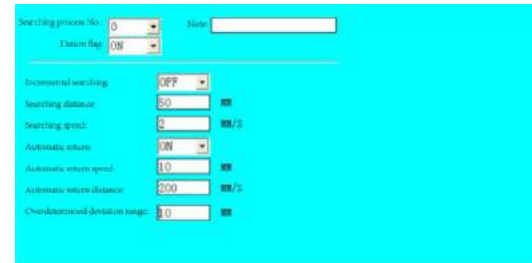 Searching process No.: 0 Note:
Datum flag: ON
Incremental searching: OFF
Searching distance: 50 MM
Searching speed: 2 MM/S
Automatic return: ON
Automatic return speed: 10 MM
Automatic return distance: 200 MM/S
Overdetermined deviation range: 10 MM